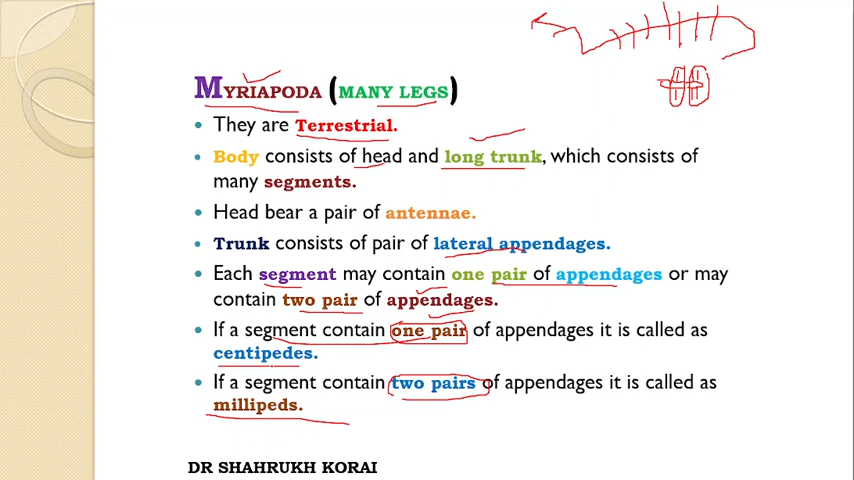 MYRIAPODA (MANY LEGS)
• They are Terrestrial.
• Body consists of head and long trunk, which consists of
many segments.
• Head bear a pair of antennae.
• Trunk consists of pair of lateral appendages.
• Each segment may contain one pair of appendages or may
contain two pair of appendages.
• If a segment contain one pair of appendages it is called as
centipedes.
• If a segment contain two pairs of appendages it is called as
millipeds.
DR SHAHRUKH KORAI